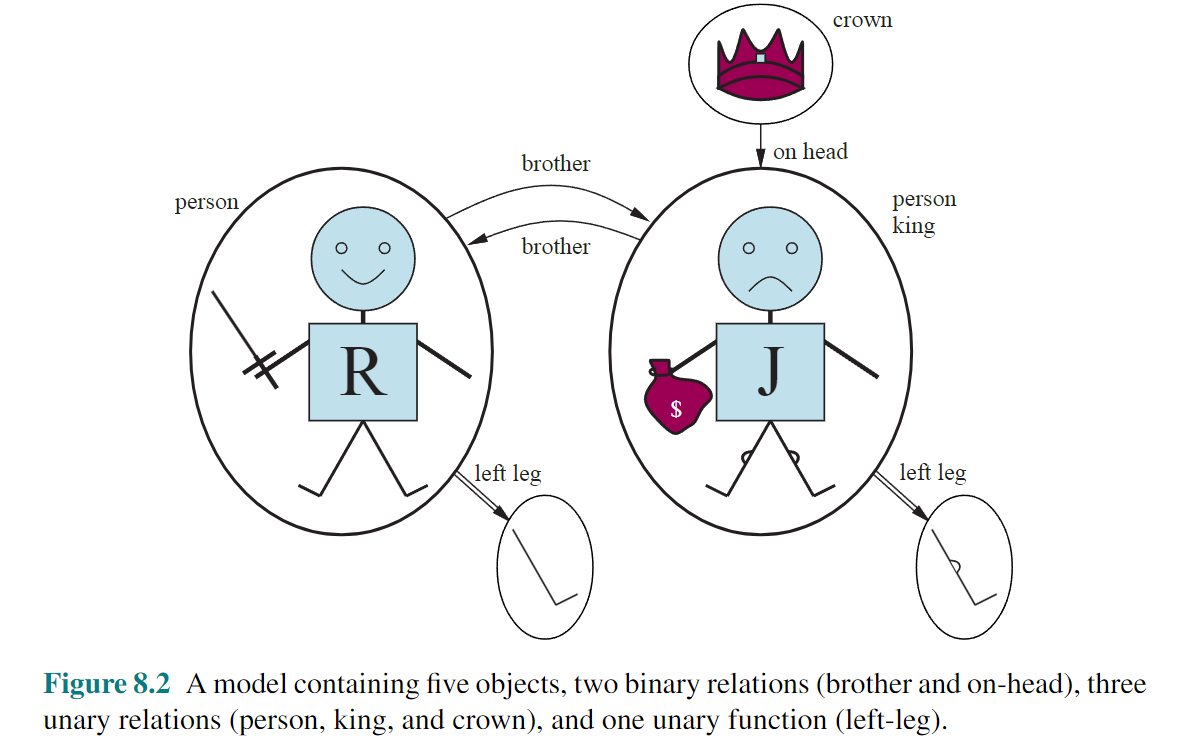 crown
on head
brother
person
person
king
brother
R
J
$
left leg
left leg
Figure 8.2 A model containing five objects, two binary relations (brother and on-head), three
unary relations (person, king, and crown), and one unary function (left-leg).